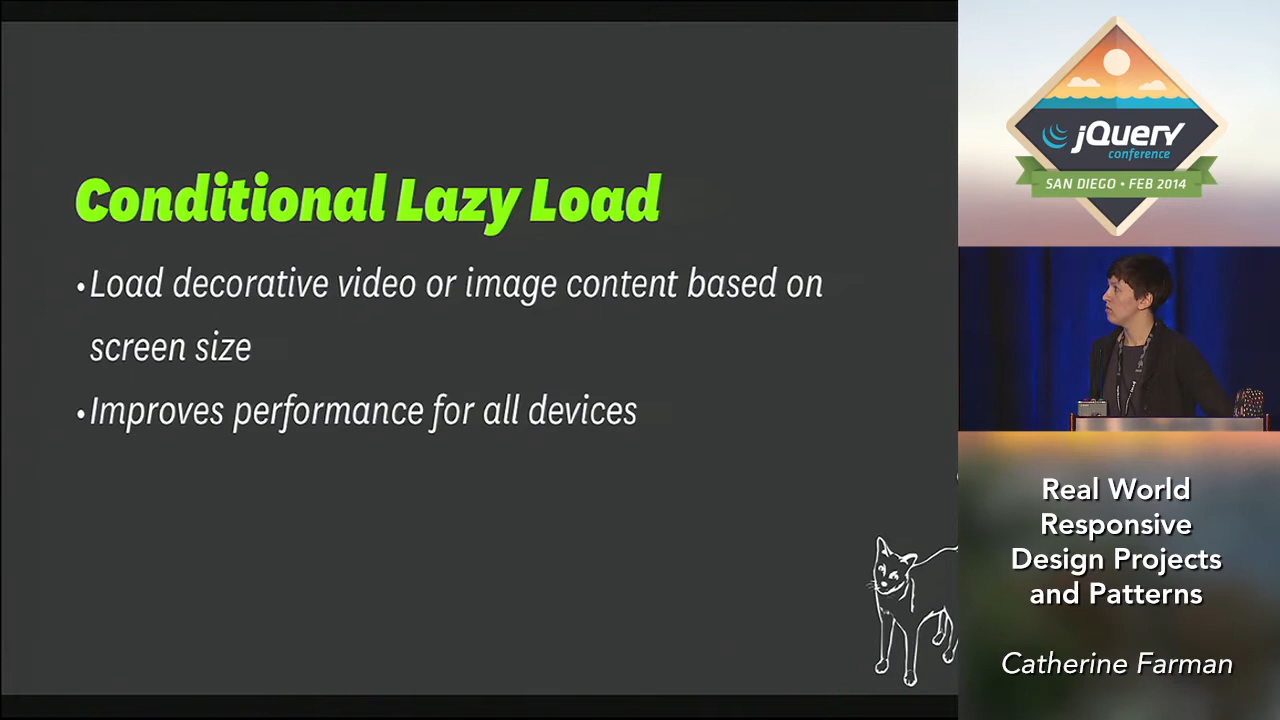 Conditional Lazy Load
•Load decorative video or image content based on
screen size
•Improves performance for all devices
jQuery
conference
SAN DIEGO • FEB 2014
Real World
Responsive
Design Projects
and Patterns
Catherine Farman